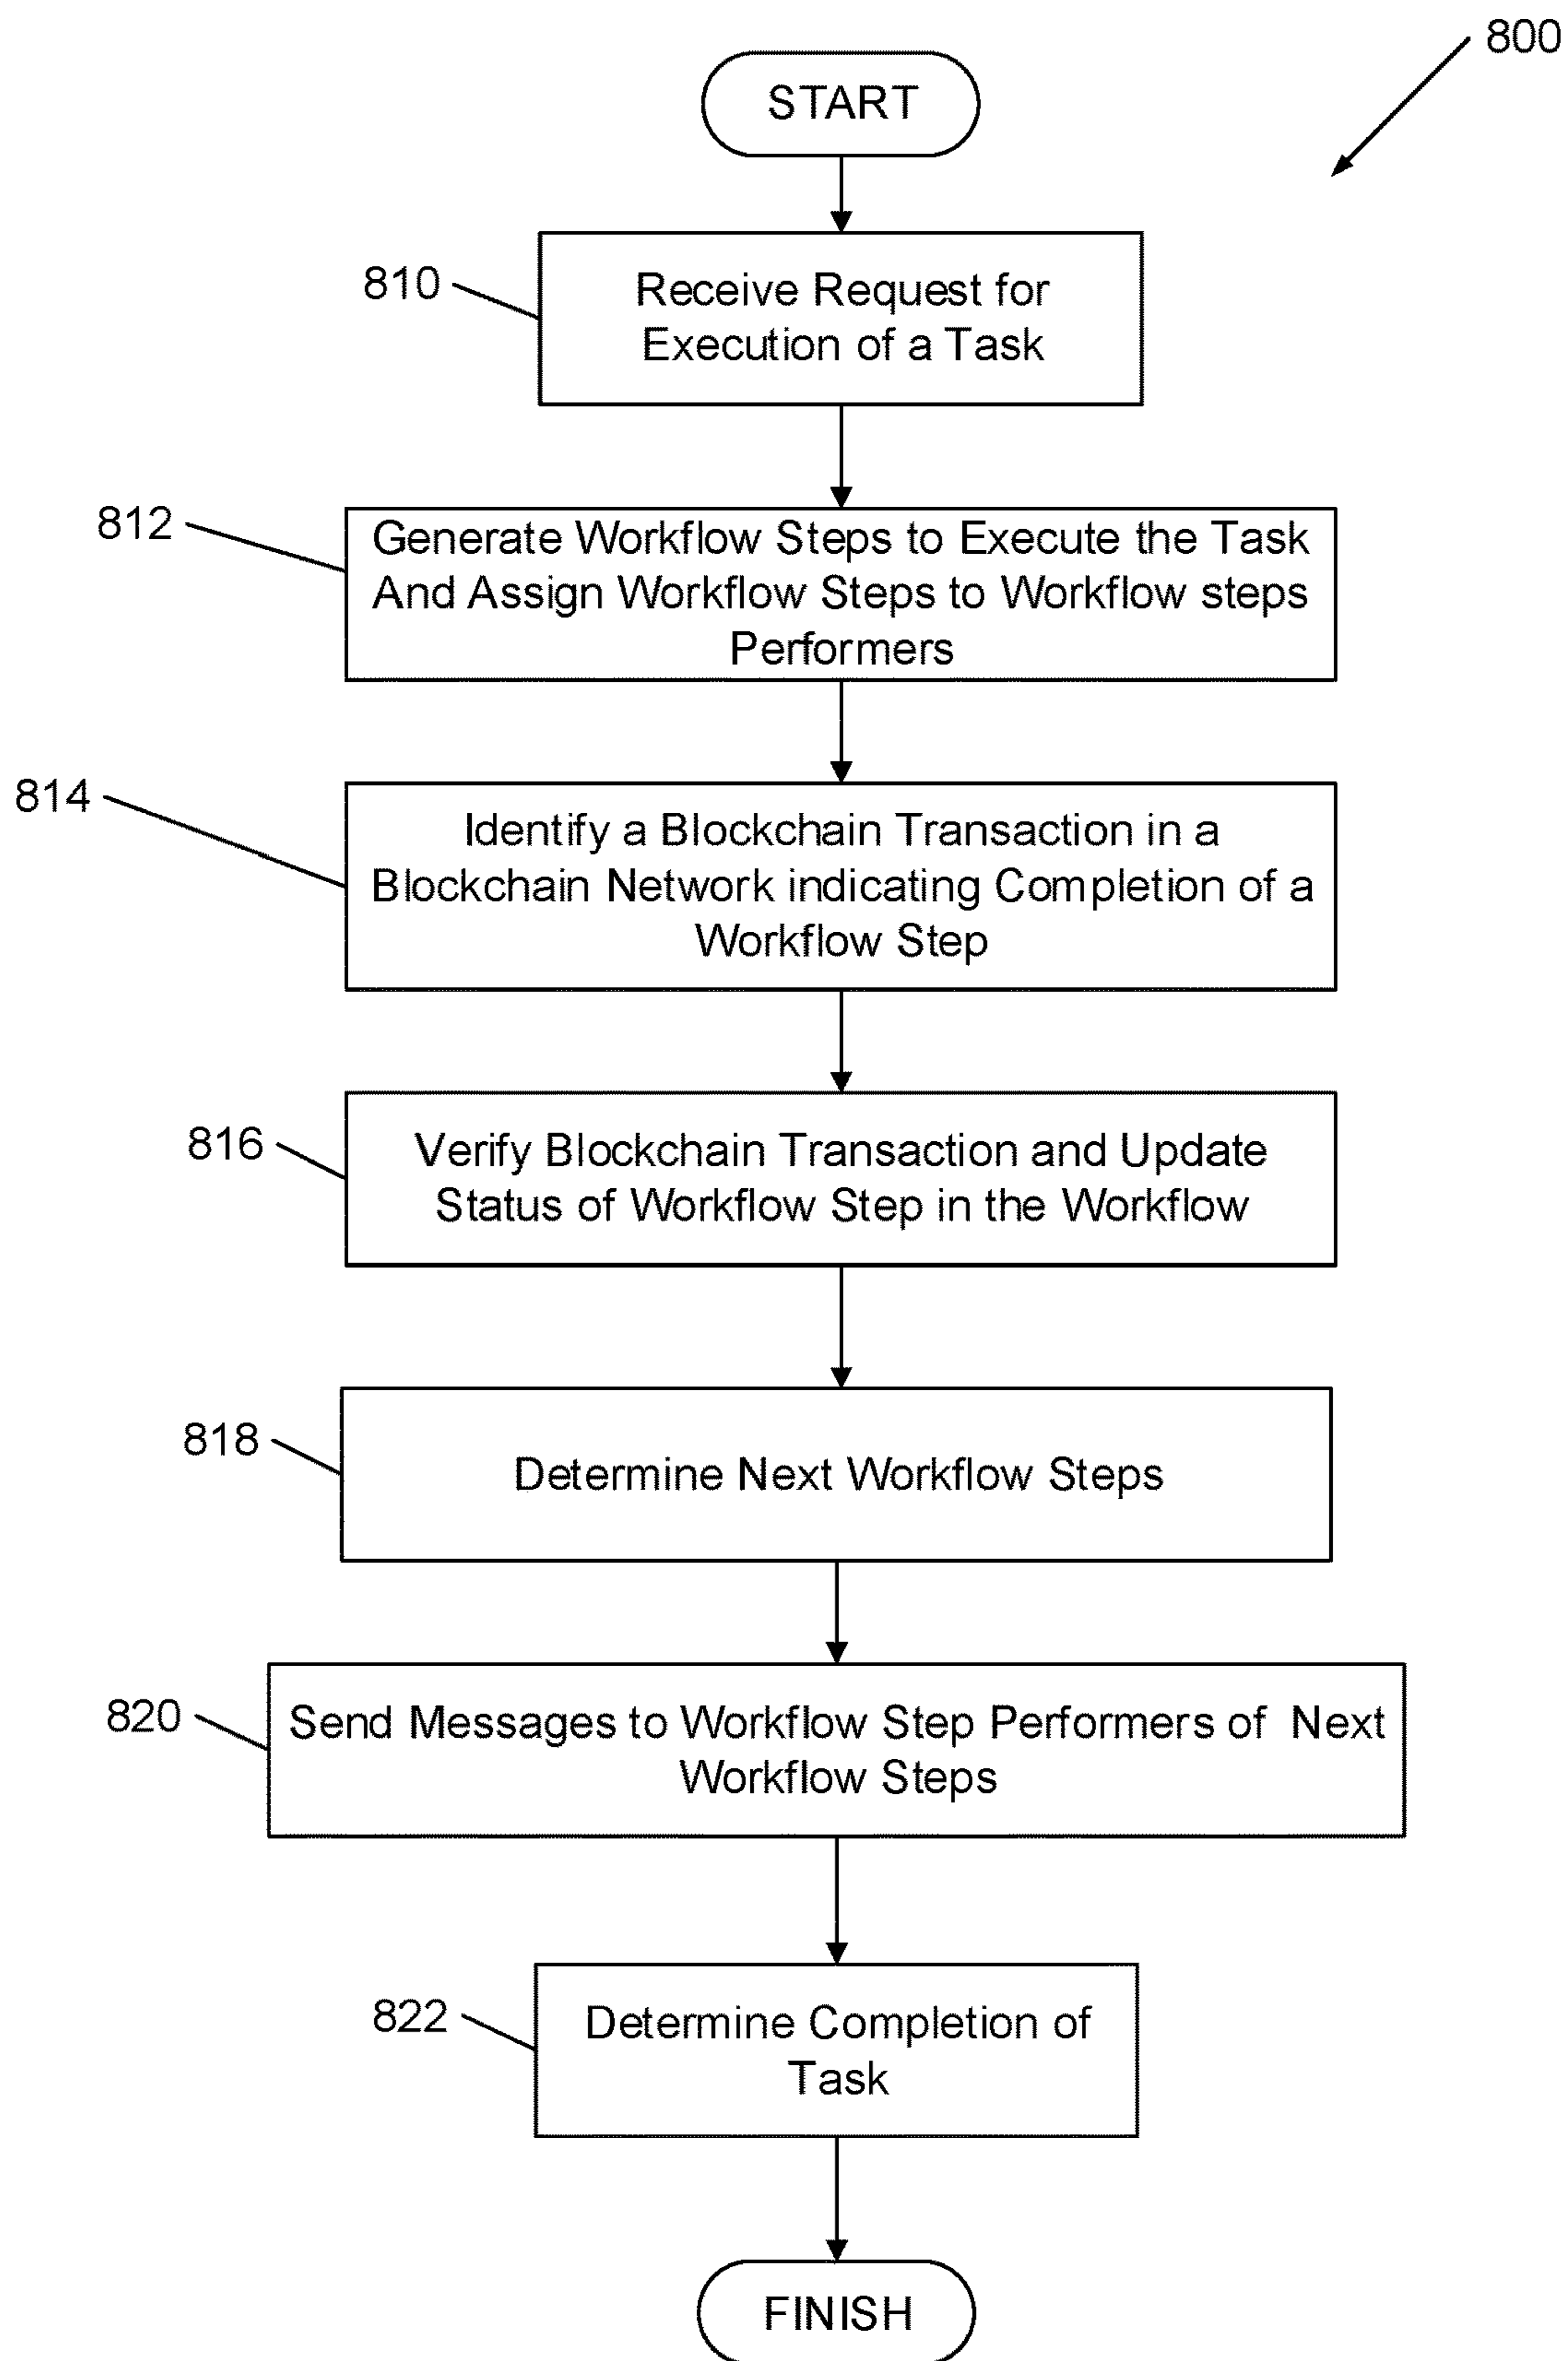 800
START
810
Receive Request for
Execution of a Task
812
Generate Workflow Steps to Execute the Task
And Assign Workflow Steps to Workflow steps
Performers
814
Identify a Blockchain Transaction in a
Blockchain Network indicating Completion of a
Workflow Step
816
Verify Blockchain Transaction and Update
Status of Workflow Step in the Workflow
818
Determine Next Workflow Steps
820
Send Messages to Workflow Step Performers of Next
Workflow Steps
822
Determine Completion of
Task
FINISH